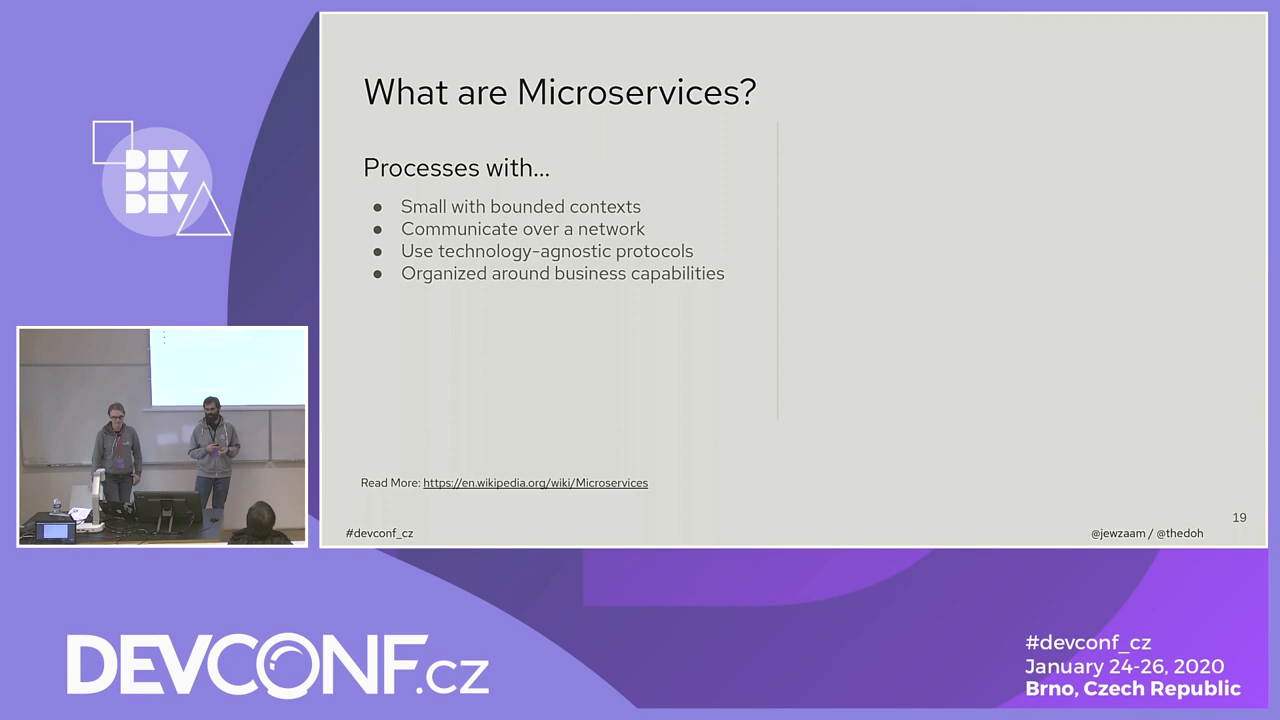 What are Microservices?
Processes with...
● Small with bounded contexts
● Communicate over a network
● Use technology-agnostic protocols
● Organized around business capabilities
Read More: https://en.wikipedia.org/wiki/Microservices
19
#devconf_cz
@jewzaam / @thedoh
DEV
DEV
DEV
DEVCONF.cz
#devconf_cz
January 24-26, 2020
Brno, Czech Republic